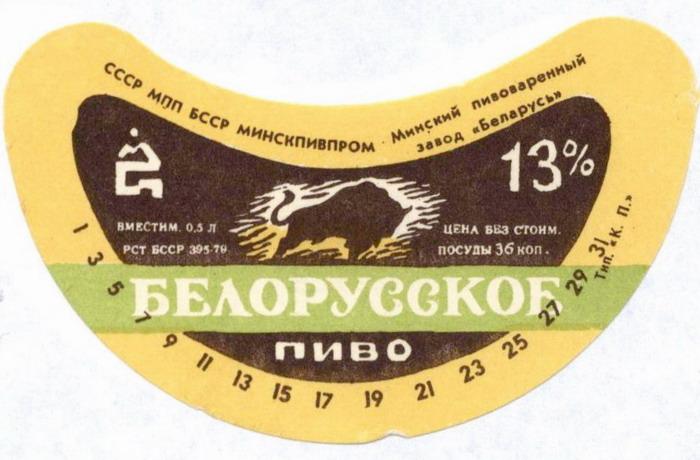 СССР МПП БССР МИНСКПИВПРОМ
Минский пивоваренный
завод «Беларусь»
13%
ВМЕСТИМ. 0,5 Л
РСТ БССР 395-79
ЦЕНА БЕЗ СТОИМ.
ПОСУДЫ 36 КОП.
БЕЛОРУССКОЕ
ПИВО
1 3 5 7 9 11 13 15 17 19 21 23 25 27 29 31
Тип. «К. П.»